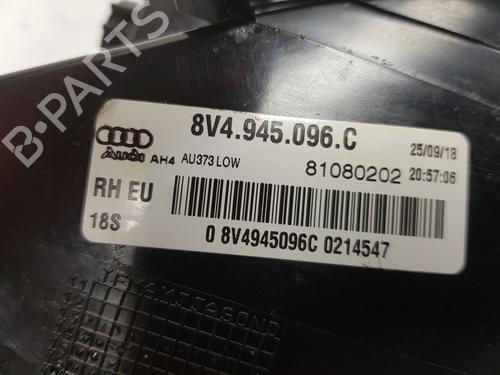 B-PARTS
8V4.945.096.C
25/09/18
Audi AH4 AU373 LOW
81080202 20:57:06
RH EU
18S
0 8V4945096C 0214547